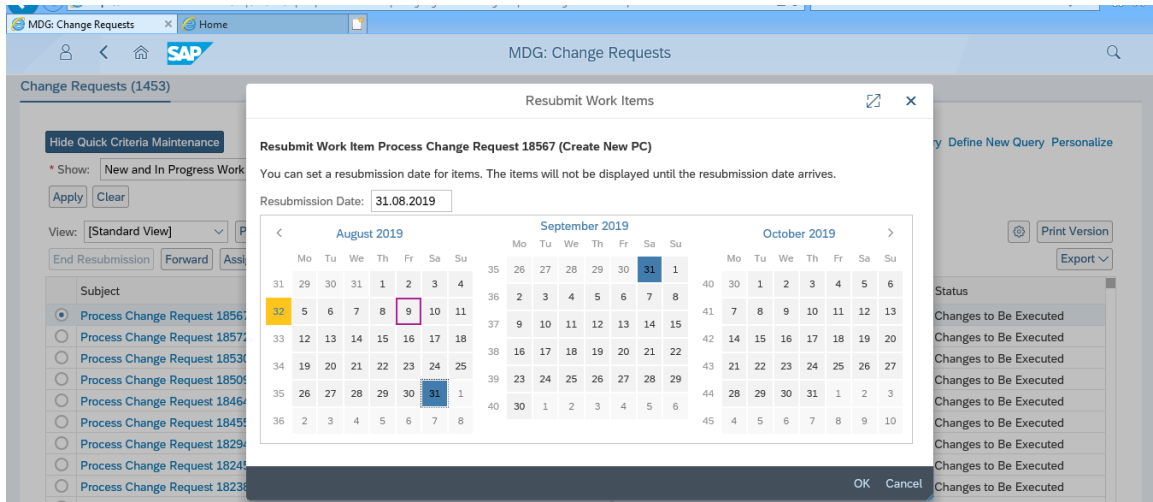 MDG: Change Requests
Home
SAP
MDG: Change Requests
Change Requests (1453)
Resubmit Work Items
Hide Quick Criteria Maintenance
Define New Query Personalize
* Show: New and In Progress Work
Apply Clear
Resubmit Work Item Process Change Request 18567 (Create New PC)
You can set a resubmission date for items. The items will not be displayed until the resubmission date arrives.
Resubmission Date: 31.08.2019
View: [Standard View]
Print Version
End Resubmission Forward Assi
Export
August 2019
Mo Tu We Th Fr Sa Su
31 29 30 31 1 2 3 4
32 5 6 7 8 9 10 11
33 12 13 14 15 16 17 18
34 19 20 21 22 23 24 25
35 26 27 28 29 30 31 1
36 2 3 4 5 6 7 8
September 2019
Mo Tu We Th Fr Sa Su
35 26 27 28 29 30 31 1
36 2 3 4 5 6 7 8
37 9 10 11 12 13 14 15
38 16 17 18 19 20 21 22
39 23 24 25 26 27 28 29
40 30 1 2 3 4 5 6
October 2019
Mo Tu We Th Fr Sa Su
40 30 1 2 3 4 5 6
41 7 8 9 10 11 12 13
42 14 15 16 17 18 19 20
43 21 22 23 24 25 26 27
44 28 29 30 31 1 2 3
45 4 5 6 7 8 9 10
Subject Status
Process Change Request 18567 Changes to Be Executed
Process Change Request 18572 Changes to Be Executed
Process Change Request 18530 Changes to Be Executed
Process Change Request 18509 Changes to Be Executed
Process Change Request 18464 Changes to Be Executed
Process Change Request 18455 Changes to Be Executed
Process Change Request 18294 Changes to Be Executed
Process Change Request 18245 Changes to Be Executed
Process Change Request 18238 Changes to Be Executed
OK Cancel